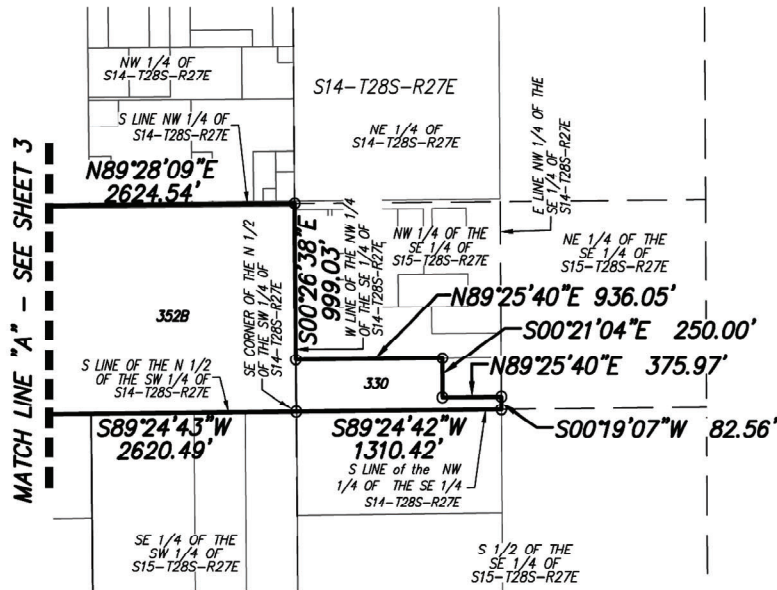 NW 1/4 OF
S14-T28S-R27E
S14-T28S-R27E
S LINE NW 1/4 OF
S14-T28S-R27E
NE 1/4 OF
S14-T28S-R27E
E LINE NW 1/4 OF THE
SE 1/4 OF
S14-T28S-R27E
MATCH LINE "A" - SEE SHEET 3
N89°28'09"E
2624.54'
SE CORNER OF THE N 1/2
OF THE SW 1/4 OF
S14-T28S-R27E
S00°26'38"E
999.03'
W LINE OF THE NW 1/4
OF THE SE 1/4 OF
S14-T28S-R27E
NW 1/4 OF THE
SE 1/4 OF
S15-T28S-R27E
NE 1/4 OF THE
SE 1/4 OF
S15-T28S-R27E
N89°25'40"E 936.05'
S00°21'04"E 250.00'
N89°25'40"E 375.97'
352B
330
S LINE OF THE N 1/2
OF THE SW 1/4 OF
S14-T28S-R27E
S89°24'43"W
2620.49'
S89°24'42"W
1310.42'
S00°19'07"W 82.56'
S LINE of the NW
1/4 OF THE SE 1/4
S14-T28S-R27E
SE 1/4 OF THE
SW 1/4 OF
S15-T28S-R27E
S 1/2 OF THE
SE 1/4 OF
S15-T28S-R27E